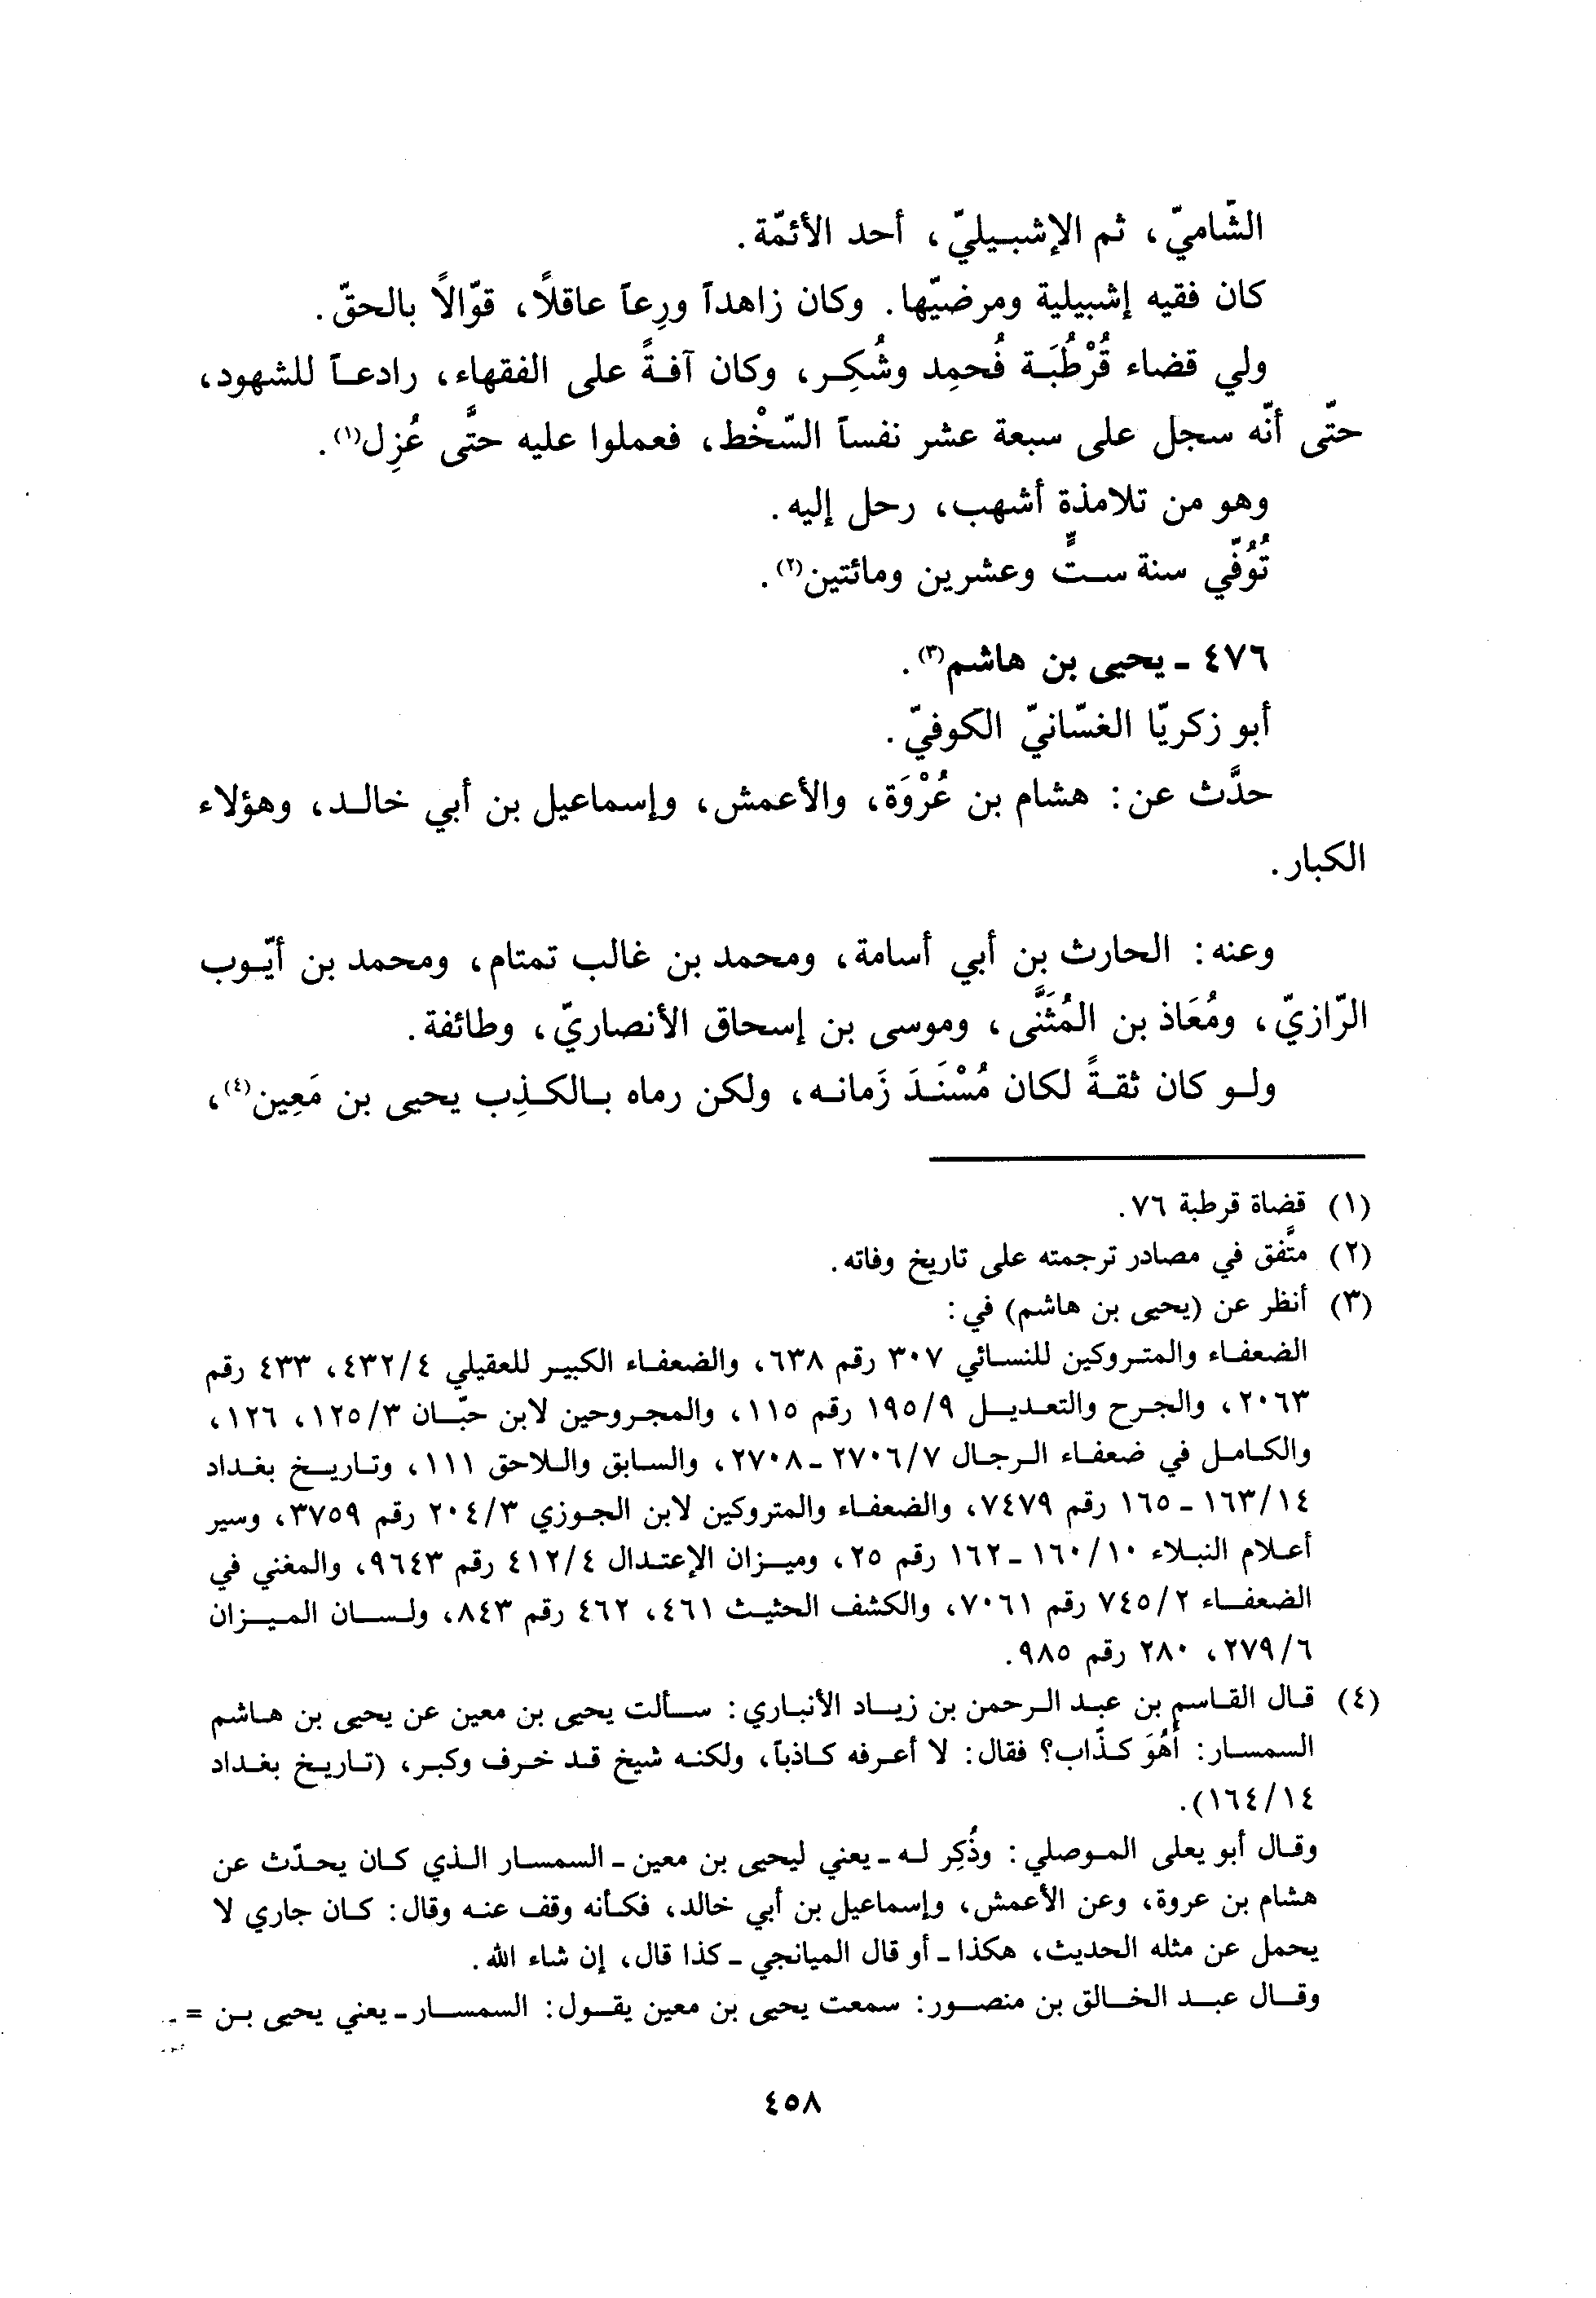 الشّاميّ، ثم الإشبيليّ، أحد الأئمّة.
كان فقيه إشبيلية ومرضيّها. وكان زاهداً ورِعاً عاقلاً، قوّالاً بالحقّ.
ولي قضاء قُرْطُبَة فُحمِد وشُكِر، وكان آفةً على الفقهاء، رادعاً للشهود،
حتّى أنّه سجل على سبعة عشر نفساً السّخْط، فعملوا عليه حتَّى عُزِل(١).
وهو من تلامذة أشهب، رحل إليه.
تُوُفّي سنة ستٍّ وعشرين ومائتين(٢).
٤٧٦ - يحيى بن هاشم(٣).
أبو زكريّا الغسّانيّ الكوفيّ.
حدَّث عن: هشام بن عُرْوَة، والأعمش، وإسماعيل بن أبي خالد، وهؤلاء
الكبار.
وعنه: الحارث بن أبي أسامة، ومحمد بن غالب تمتام، ومحمد بن أيّوب
الرّازيّ، ومُعَاذ بن المُثَنَّى، وموسى بن إسحاق الأنصاريّ، وطائفة.
ولو كان ثقةً لكان مُسْنَدَ زَمانه، ولكن رماه بالكذِب يحيى بن مَعِين(٤)،
(١) قضاة قرطبة ٧٦.
(٢) متَّفق في مصادر ترجمته على تاريخ وفاته.
(٣) أنظر عن (يحيى بن هاشم) في:
الضعفاء والمتروكين للنسائي ٣٠٧ رقم ٦٣٨، والضعفاء الكبير للعقيلي ٤/٤٣٢، ٤٣٣ رقم
٢٠٦٣، والجرح والتعديل ٩/١٩٥ رقم ١١٥، والمجروحين لابن حبّان ٣/١٢٥، ١٢٦،
والكامل في ضعفاء الرجال ٧/٢٧٠٦ - ٢٧٠٨، والسابق واللاحق ١١١، وتاريخ بغداد
١٤/١٦٣ - ١٦٥ رقم ٧٤٧٩، والضعفاء والمتروكين لابن الجوزي ٣/٢٠٤ رقم ٣٧٥٩، وسير
أعلام النبلاء ١٠/١٦٠ - ١٦٢ رقم ٢٥، وميزان الإعتدال ٤/٤١٢ رقم ٩٦٤٣، والمغني في
الضعفاء ٢/٧٤٥ رقم ٧٠٦١، والكشف الحثيث ٤٦١، ٤٦٢ رقم ٨٤٣، ولسان الميزان
٦/٢٧٩، ٢٨٠ رقم ٩٨٥.
(٤) قال القاسم بن عبد الرحمن بن زياد الأنباري: سألت يحيى بن معين عن يحيى بن هاشم
السمسار: أَهُوَ كذّاب؟ فقال: لا أعرفه كاذباً، ولكنه شيخ قد خرف وكبر، (تاريخ بغداد
١٤/١٦٤).
وقال أبو يعلى الموصلي: وذُكِر له - يعني ليحيى بن معين - السمسار الذي كان يحدّث عن
هشام بن عروة، وعن الأعمش، وإسماعيل بن أبي خالد، فكأنه وقف عنه وقال: كان جاري لا
يحمل عن مثله الحديث، هكذا - أو قال الميانجي - كذا قال، إن شاء الله.
وقال عبد الخالق بن منصور: سمعت يحيى بن معين يقول: السمسار - يعني يحيى بن =
٤٥٨